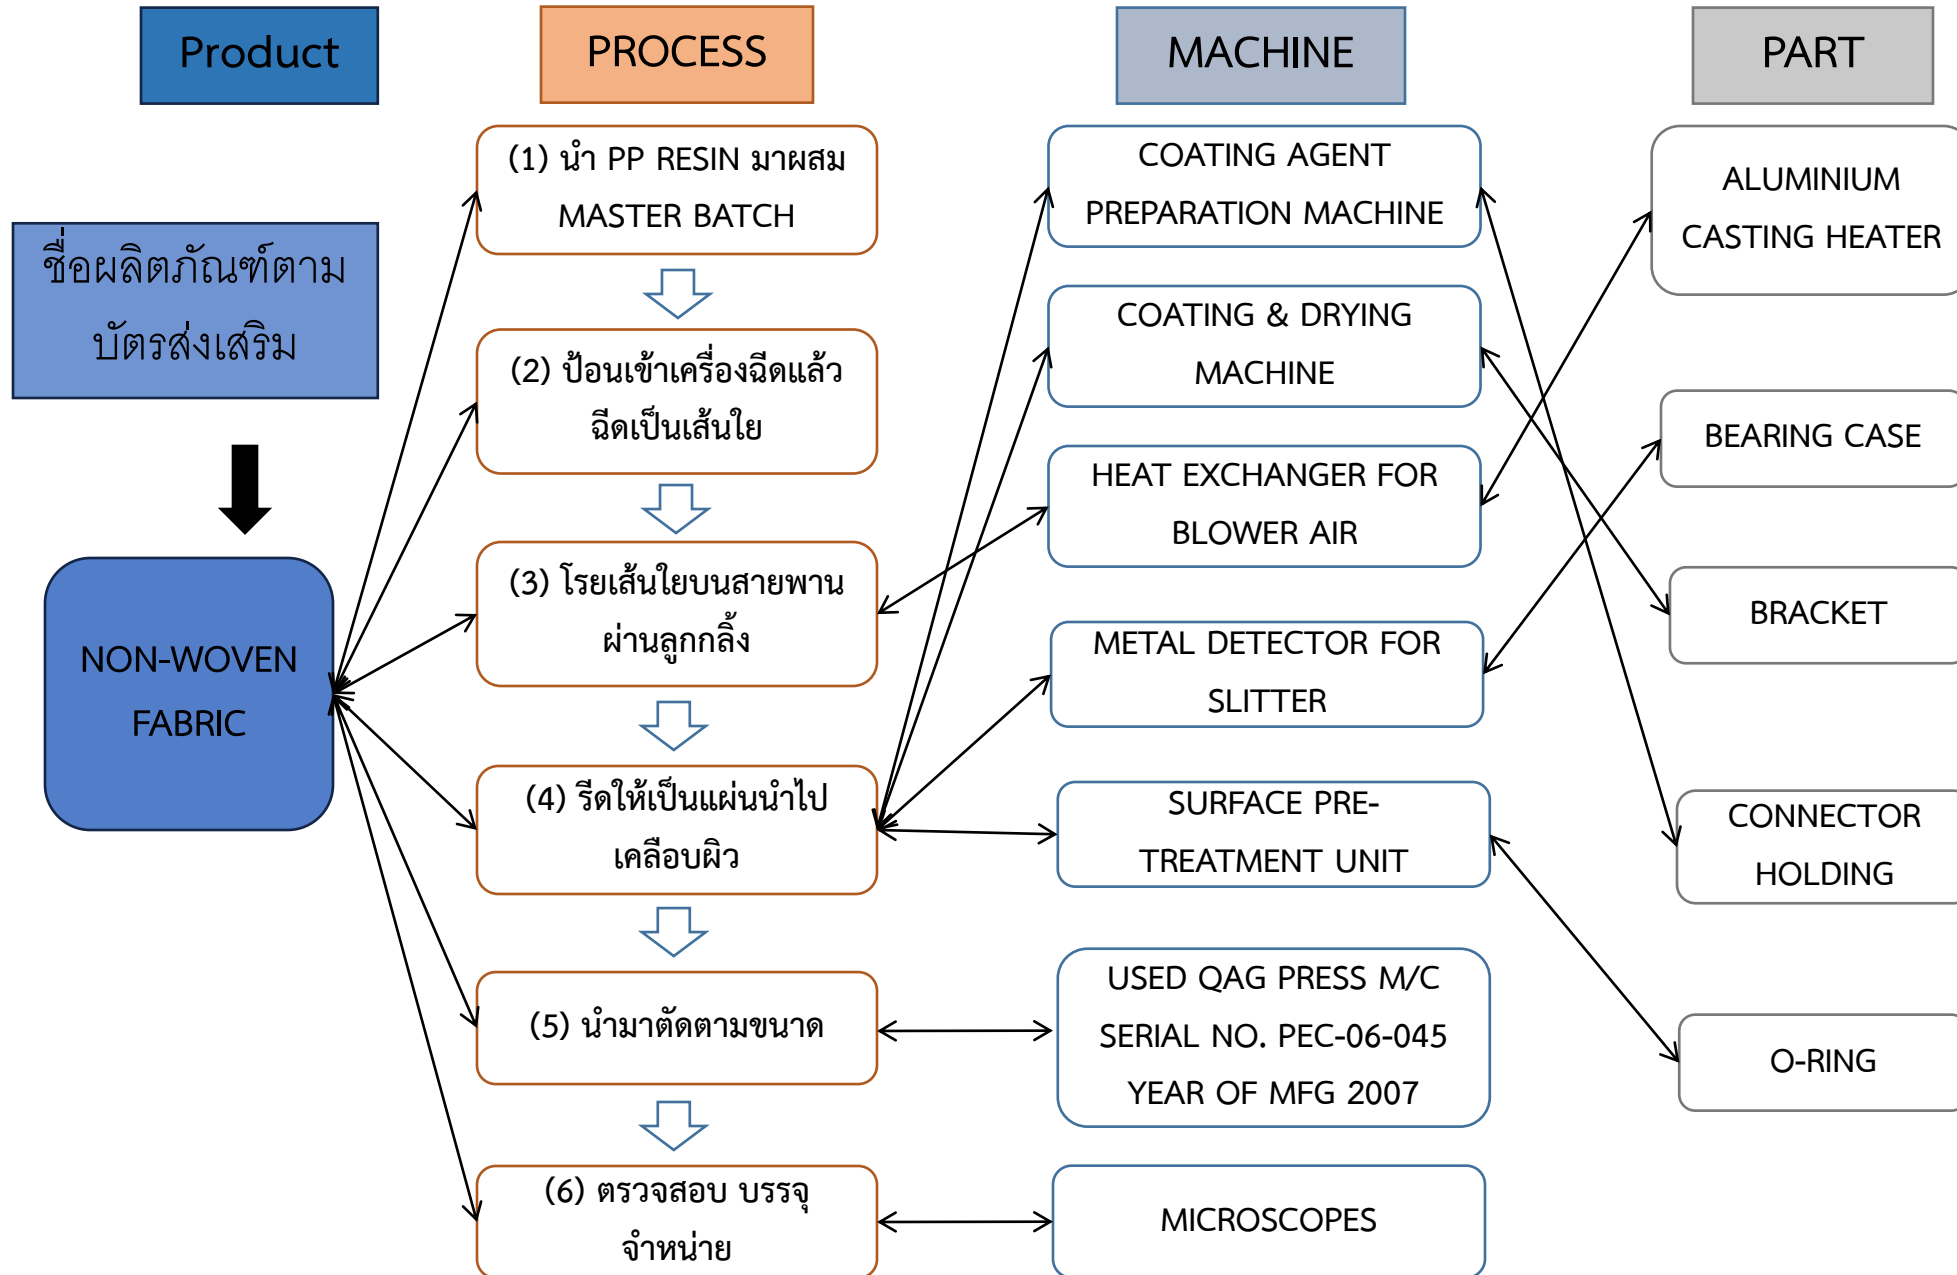 Product
PROCESS
MACHINE
PART
ชื่อผลิตภัณฑ์ตาม
บัตรส่งเสริม
NON-WOVEN
FABRIC
(1) นำ PP RESIN มาผสม
MASTER BATCH
(2) ป้อนเข้าเครื่องฉีดแล้ว
ฉีดเป็นเส้นใย
(3) โรยเส้นใยบนสายพาน
ผ่านลูกกลิ้ง
(4) รีดให้เป็นแผ่นนำไป
เคลือบผิว
(5) นำมาตัดตามขนาด
(6) ตรวจสอบ บรรจุ
จำหน่าย
COATING AGENT
PREPARATION MACHINE
COATING & DRYING
MACHINE
HEAT EXCHANGER FOR
BLOWER AIR
METAL DETECTOR FOR
SLITTER
SURFACE PRE-
TREATMENT UNIT
USED QAG PRESS M/C
SERIAL NO. PEC-06-045
YEAR OF MFG 2007
MICROSCOPES
ALUMINIUM
CASTING HEATER
BEARING CASE
BRACKET
CONNECTOR
HOLDING
O-RING